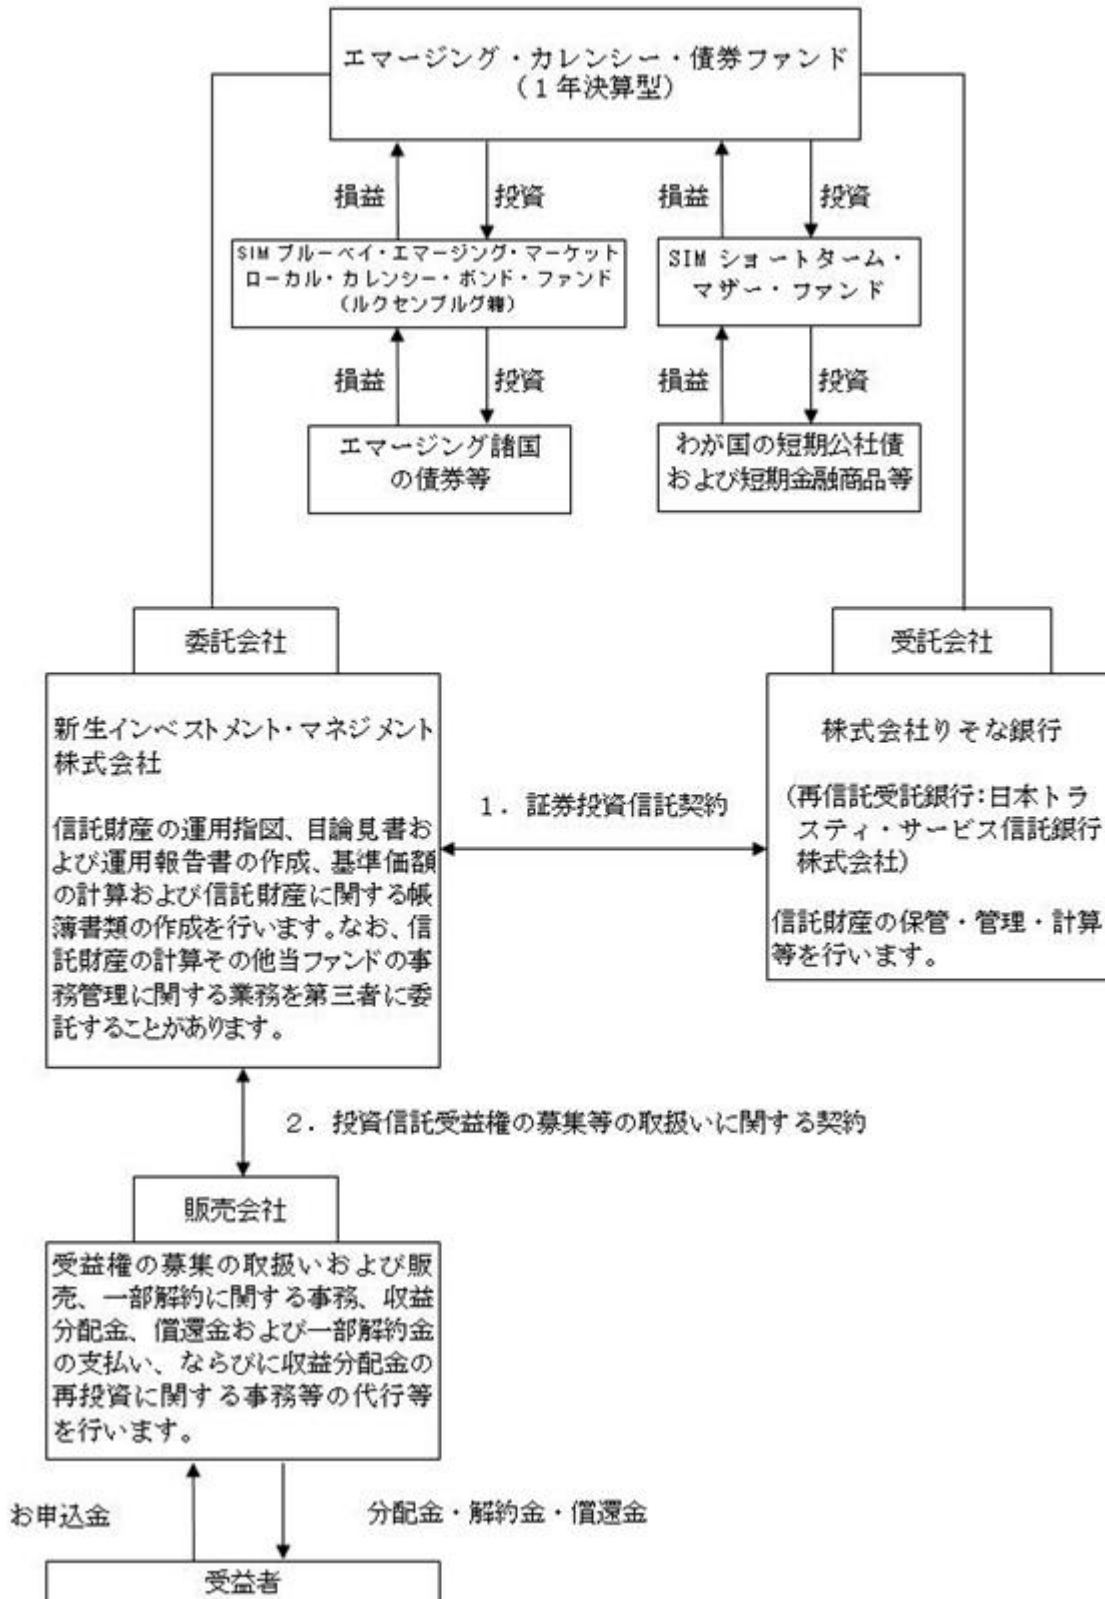 エマージング・カレンシー・債券ファンド
(1年決算型)
損益
投資
損益
投資
SIM ブルーベイ・エマージング・マーケット
ローカル・カレンシー・ボンド・ファンド
(ルクセンブルグ籍)
SIM ショートターム・
マザー・ファンド
損益
投資
損益
投資
エマージング諸国
の債券等
わが国の短期公社債
および短期金融商品等
委託会社
受託会社
新生インベストメント・マネジメント
株式会社
信託財産の運用指図、目論見書お
よび運用報告書の作成、基準価額
の計算および信託財産に関する帳
簿書類の作成を行います。なお、信
託財産の計算その他当ファンドの事
務管理に関する業務を第三者に委
託することがあります。
1. 証券投資信託契約
株式会社りそな銀行
(再信託受託銀行:日本トラ
スティ・サービス信託銀行
株式会社)
信託財産の保管・管理・計算
等を行います。
2. 投資信託受益権の募集等の取扱いに関する契約
販売会社
受益権の募集の取扱いおよび販
売、一部解約に関する事務、収益
分配金、償還金および一部解約金
の支払い、ならびに収益分配金の
再投資に関する事務等の代行等
を行います。
お申込金
分配金・解約金・償還金
受益者